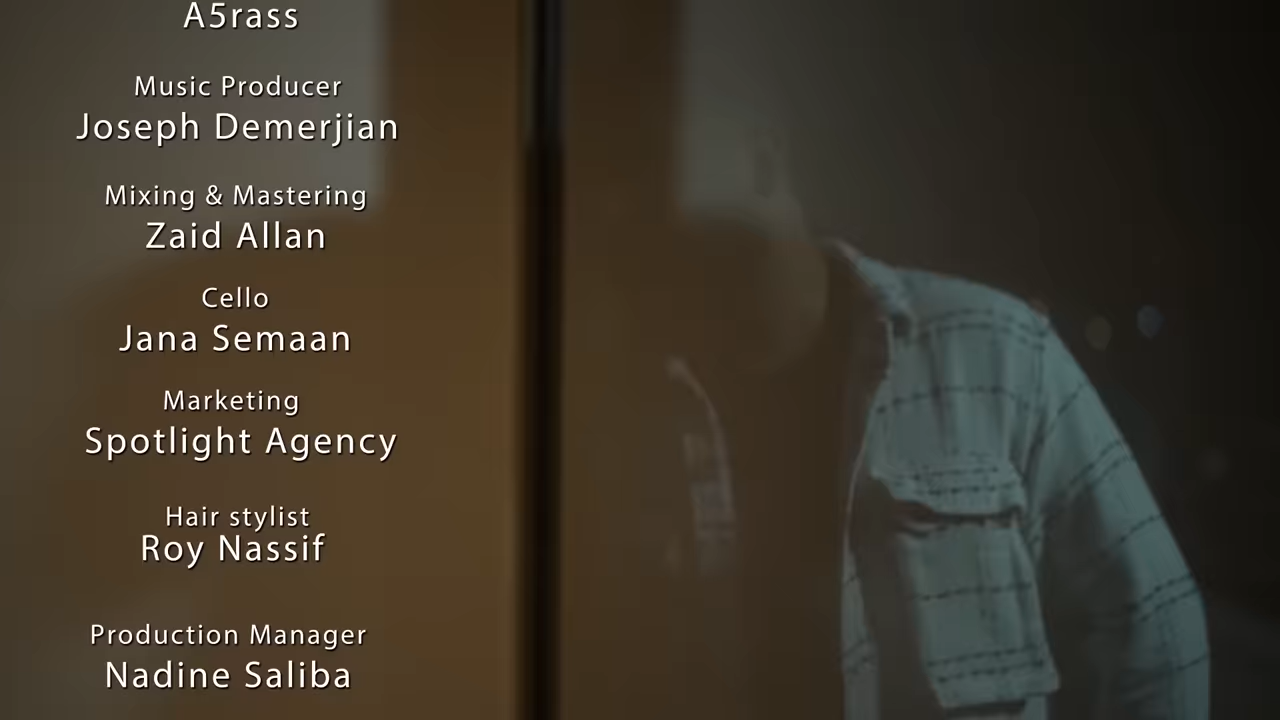 A5rass
Music Producer
Joseph Demerjian
Mixing & Mastering
Zaid Allan
Cello
Jana Semaan
Marketing
Spotlight Agency
Hair stylist
Roy Nassif
Production Manager
Nadine Saliba